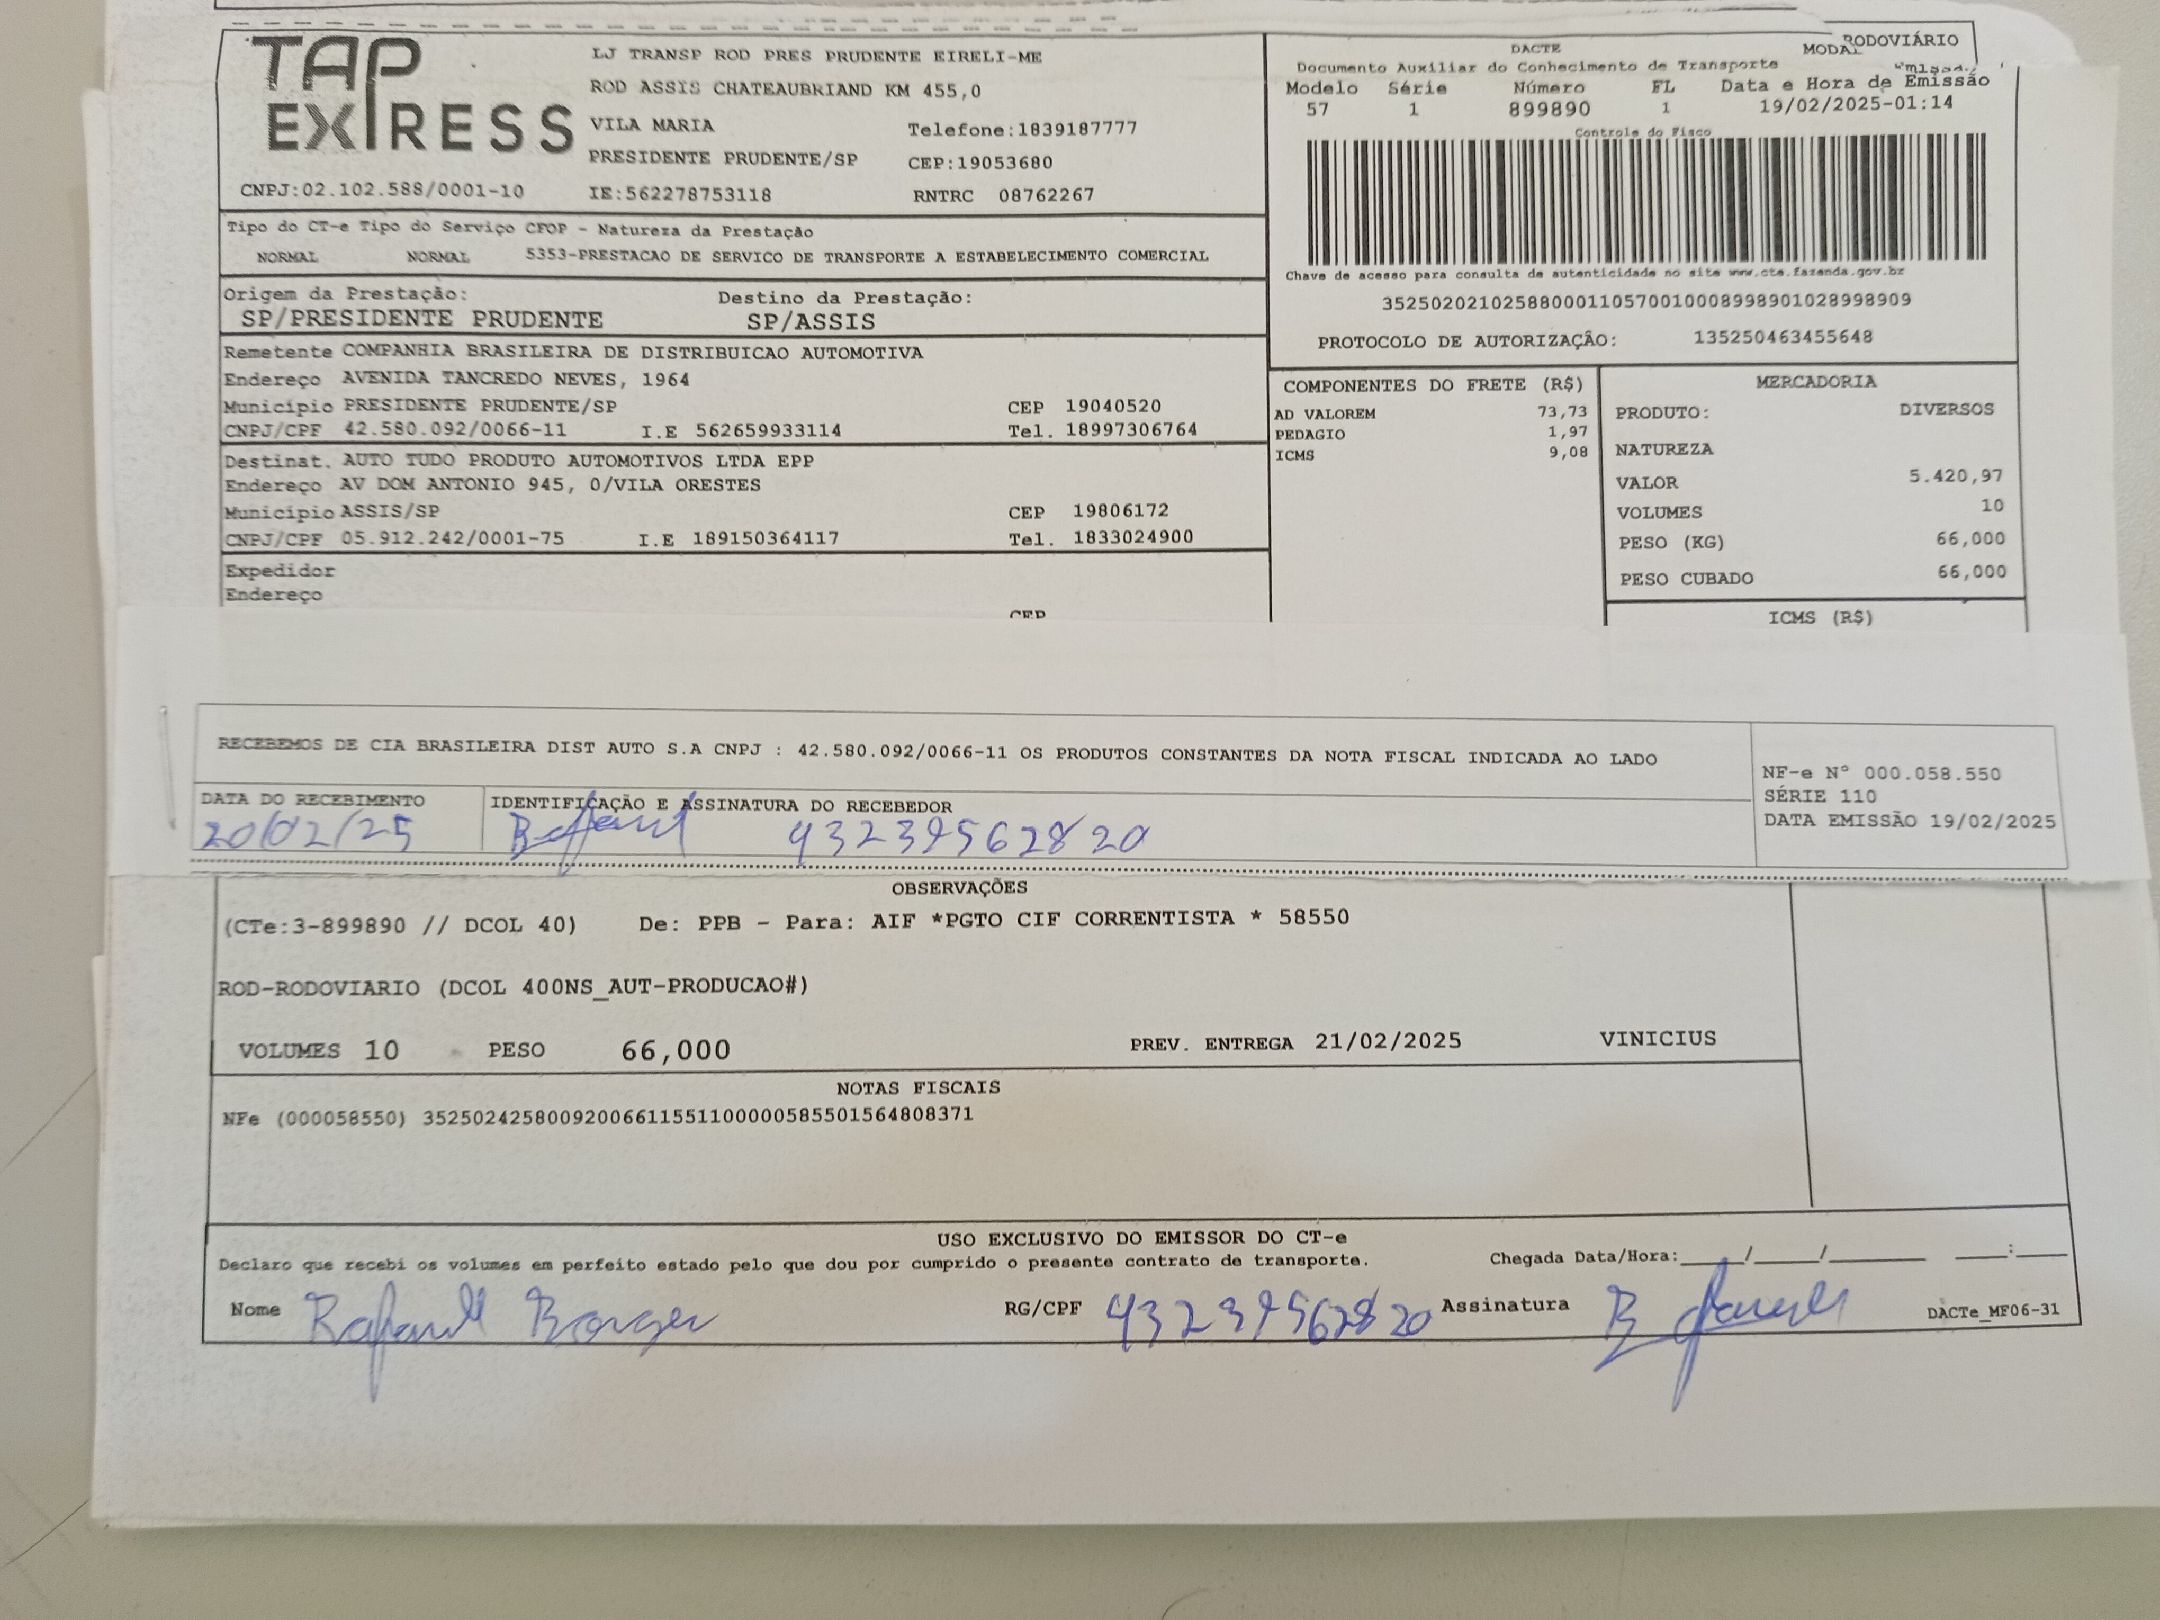 TAP
EXPRESS
LJ TRANSP ROD PRES PRUDENTE EIRELI-ME
ROD ASSIS CHATEAUBRIAND KM 455,0
VILA MARIA Telefone:1839187777
PRESIDENTE PRUDENTE/SP CEP:19053680
CNPJ:02.102.588/0001-10 IE:562278753118 RNTRC 08762267
DACTE
MODAL RODOVIÁRIO
Documento Auxiliar do Conhecimento de Transporte
Modelo Série Número FL Data e Hora de Emissão
57 1 899890 1 19/02/2025-01:14
Controle do Fisco
Chave de acesso para consulta de autenticidade no site www.cte.fazenda.gov.br
35250202102588000110570010008998901028998909
PROTOCOLO DE AUTORIZAÇÃO: 135250463455648
Tipo do CT-e Tipo do Serviço CFOP - Natureza da Prestação
NORMAL NORMAL 5353-PRESTACAO DE SERVICO DE TRANSPORTE A ESTABELECIMENTO COMERCIAL
Origem da Prestação: Destino da Prestação:
SP/PRESIDENTE PRUDENTE SP/ASSIS
Remetente COMPANHIA BRASILEIRA DE DISTRIBUICAO AUTOMOTIVA
Endereço AVENIDA TANCREDO NEVES, 1964
Município PRESIDENTE PRUDENTE/SP CEP 19040520
CNPJ/CPF 42.580.092/0066-11 I.E 562659933114 Tel. 18997306764
Destinat. AUTO TUDO PRODUTO AUTOMOTIVOS LTDA EPP
Endereço AV DOM ANTONIO 945, 0/VILA ORESTES
Município ASSIS/SP CEP 19806172
CNPJ/CPF 05.912.242/0001-75 I.E 189150364117 Tel. 1833024900
Expedidor
Endereço
CEP
COMPONENTES DO FRETE (R$)
AD VALOREM 73,73
PEDAGIO 1,97
ICMS 9,08
MERCADORIA
PRODUTO: DIVERSOS
NATUREZA
VALOR 5.420,97
VOLUMES 10
PESO (KG) 66,000
PESO CUBADO 66,000
ICMS (R$)
RECEBEMOS DE CIA BRASILEIRA DIST AUTO S.A CNPJ : 42.580.092/0066-11 OS PRODUTOS CONSTANTES DA NOTA FISCAL INDICADA AO LADO
NF-e N° 000.058.550
SÉRIE 110
DATA EMISSÃO 19/02/2025
DATA DO RECEBIMENTO IDENTIFICAÇÃO E ASSINATURA DO RECEBEDOR
20/02/25 43239562820
OBSERVAÇÕES
(CTe:3-899890 // DCOL 40) De: PPB - Para: AIF *PGTO CIF CORRENTISTA * 58550
ROD-RODOVIARIO (DCOL 400NS_AUT-PRODUCAO#)
VOLUMES 10 PESO 66,000 PREV. ENTREGA 21/02/2025 VINICIUS
NOTAS FISCAIS
NFe (000058550) 35250242580092006611551100000585501564808371
USO EXCLUSIVO DO EMISSOR DO CT-e
Declaro que recebi os volumes em perfeito estado pelo que dou por cumprido o presente contrato de transporte. Chegada Data/Hora:____/____/______ ____:____
Nome RG/CPF 43239562820 Assinatura DACTe_MF06-31